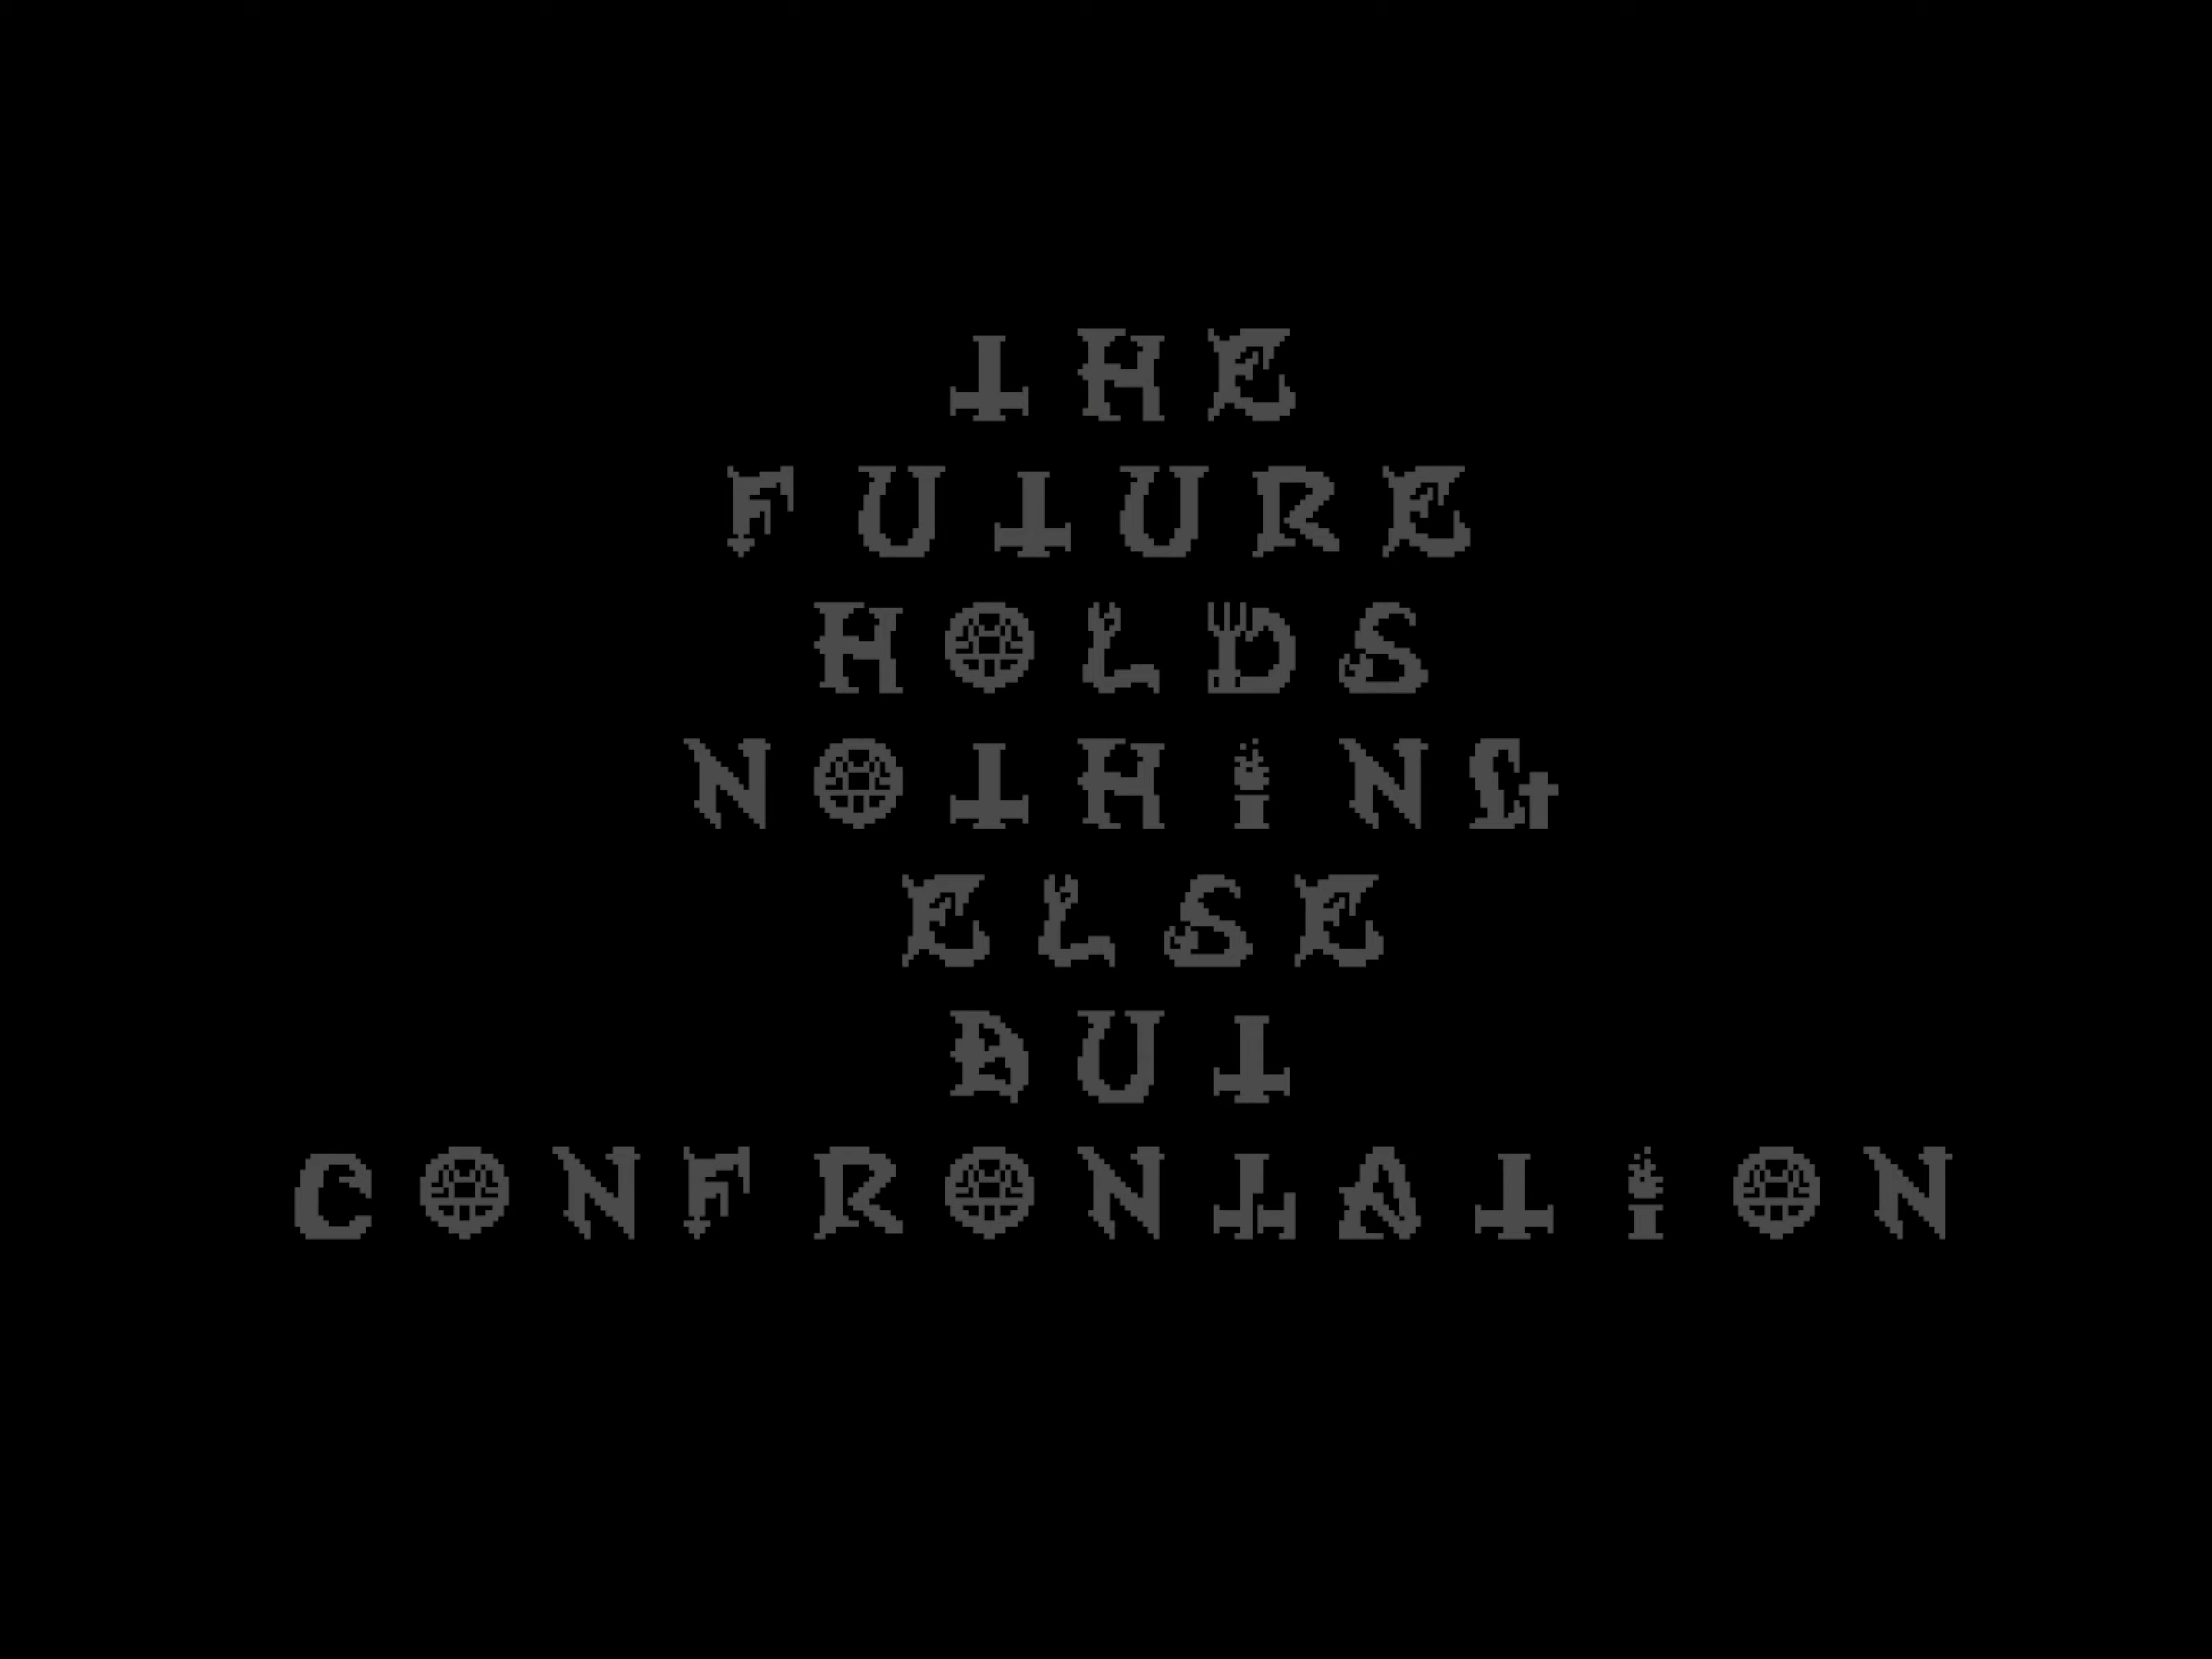 THE
FUTURE
HOLDS
NOTHING
ELSE
BUT
CONFRONTATION